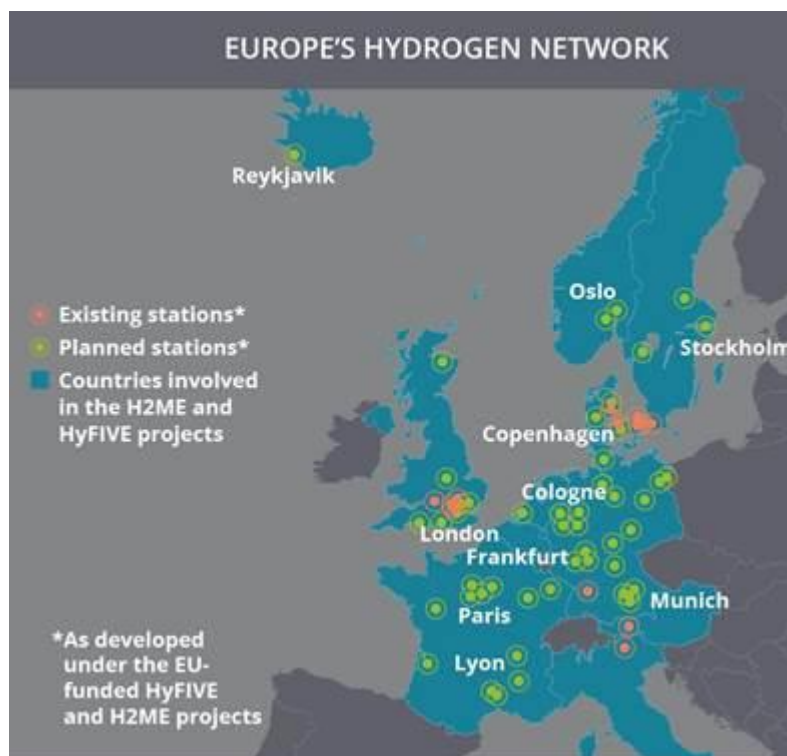 EUROPE'S HYDROGEN NETWORK
Reykjavik
Oslo
Existing stations*
Planned stations*
Stockholm
Countries involved
in the H2ME and
HyFIVE projects
Copenhagen
Cologne
London
Frankfurt
Paris
Munich
*As developed
under the EU-
funded HyFIVE
and H2ME projects
Lyon